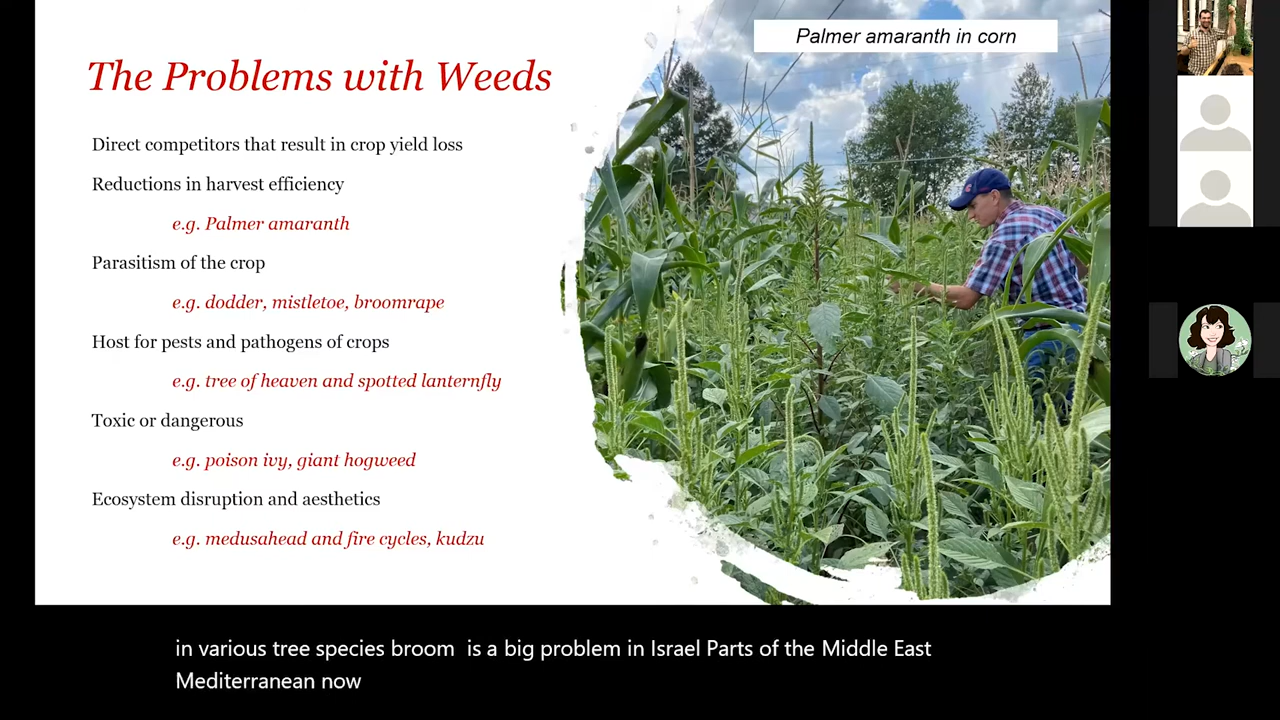 Palmer amaranth in corn
The Problems with Weeds
Direct competitors that result in crop yield loss
Reductions in harvest efficiency
e.g. Palmer amaranth
Parasitism of the crop
e.g. dodder, mistletoe, broomrape
Host for pests and pathogens of crops
e.g. tree of heaven and spotted lanternfly
Toxic or dangerous
e.g. poison ivy, giant hogweed
Ecosystem disruption and aesthetics
e.g. medusahead and fire cycles, kudzu
in various tree species broom  is a big problem in Israel Parts of the Middle East
Mediterranean now